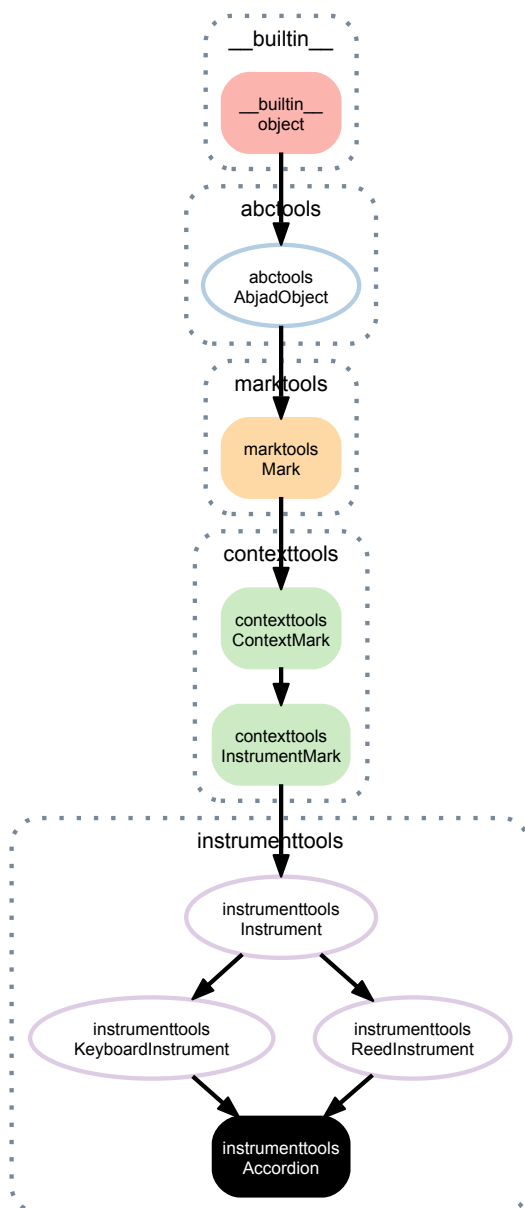 __builtin__
__builtin__
object
abctools
abctools
AbjadObject
marktools
marktools
Mark
contexttools
contexttools
ContextMark
contexttools
InstrumentMark
instrumenttools
instrumenttools
Instrument
instrumenttools
KeyboardInstrument
instrumenttools
ReedInstrument
instrumenttools
Accordion